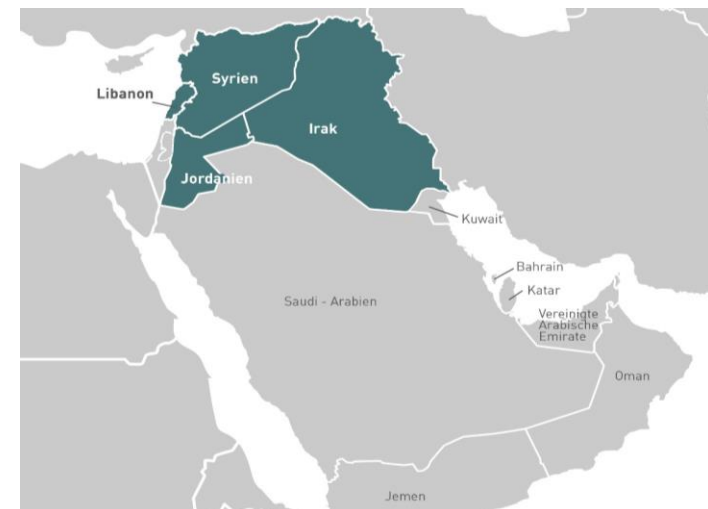 Syrien
Libanon
Irak
Jordanien
Kuwait
Bahrain
Katar
Saudi - Arabien
Vereinigte
Arabische
Emirate
Oman
Jemen